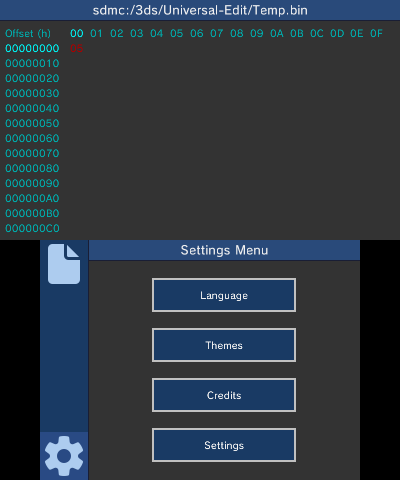 sdmc:/3ds/Universal-Edit/Temp.bin
Offset (h) 00 01 02 03 04 05 06 07 08 09 0A 0B 0C 0D 0E 0F
00000000
00000010
00000020
00000030
00000040
00000050
00000060
00000070
00000080
00000090
000000A0
000000B0
000000C0
Settings Menu
Language
Themes
Credits
Settings